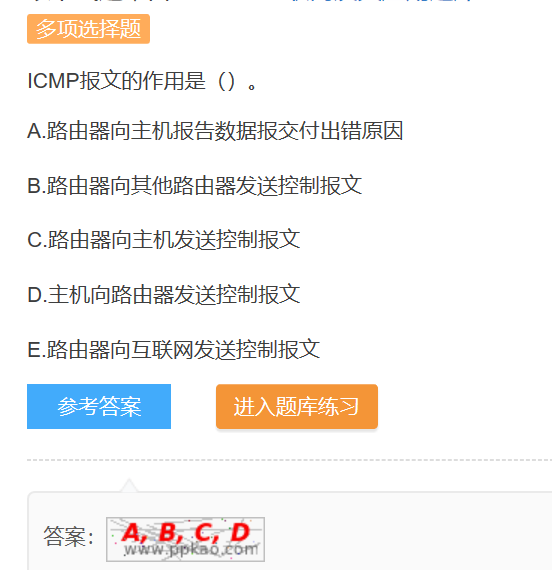 多项选择题
ICMP报文的作用是（）。
A.路由器向主机报告数据报交付出错原因
B.路由器向其他路由器发送控制报文
C.路由器向主机发送控制报文
D.主机向路由器发送控制报文
E.路由器向互联网发送控制报文
参考答案 进入题库练习
答案： A, B, C, D
www.ppkao.com